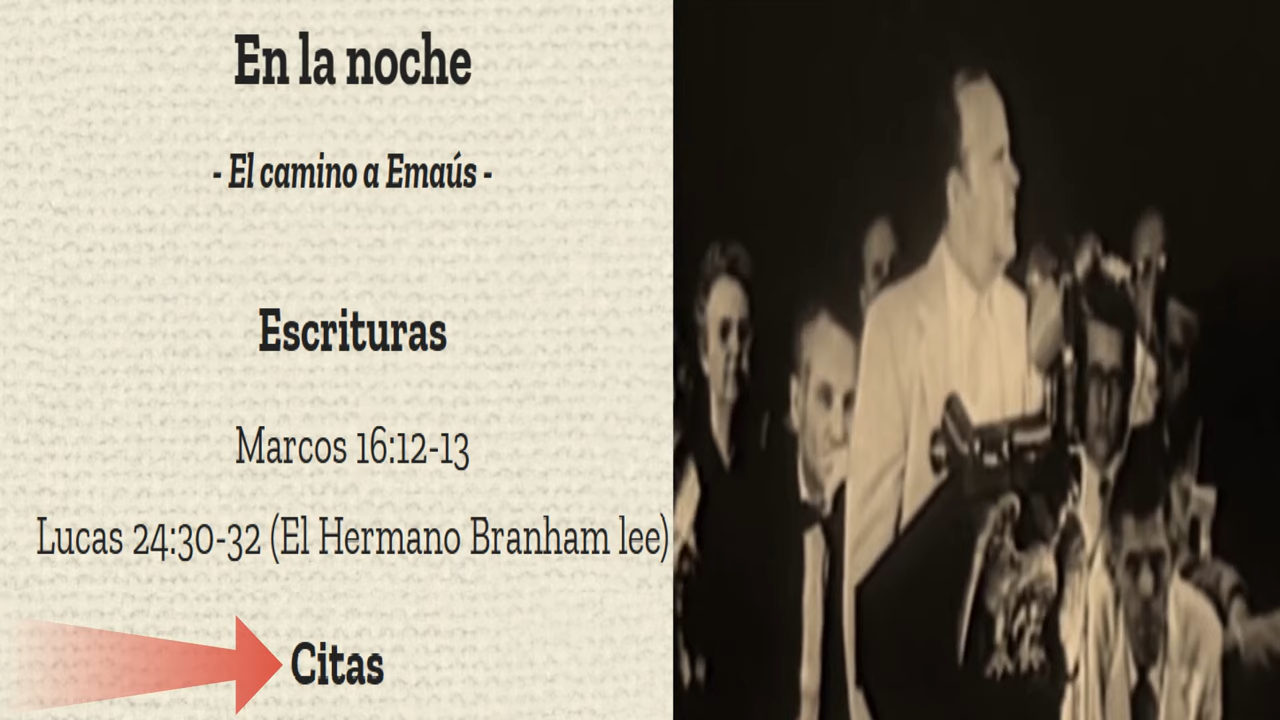 En la noche
- El camino a Emaús -
Escrituras
Marcos 16:12-13
Lucas 24:30-32 (El Hermano Branham lee)
Citas